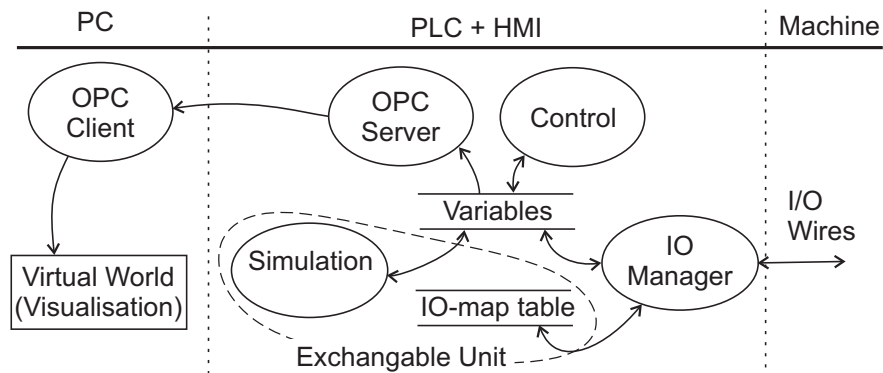 PC
PLC + HMI
Machine
OPC
Client
OPC
Server
Control
Variables
I/O
Wires
Simulation
IO
Manager
Virtual World
(Visualisation)
IO-map table
Exchangable Unit